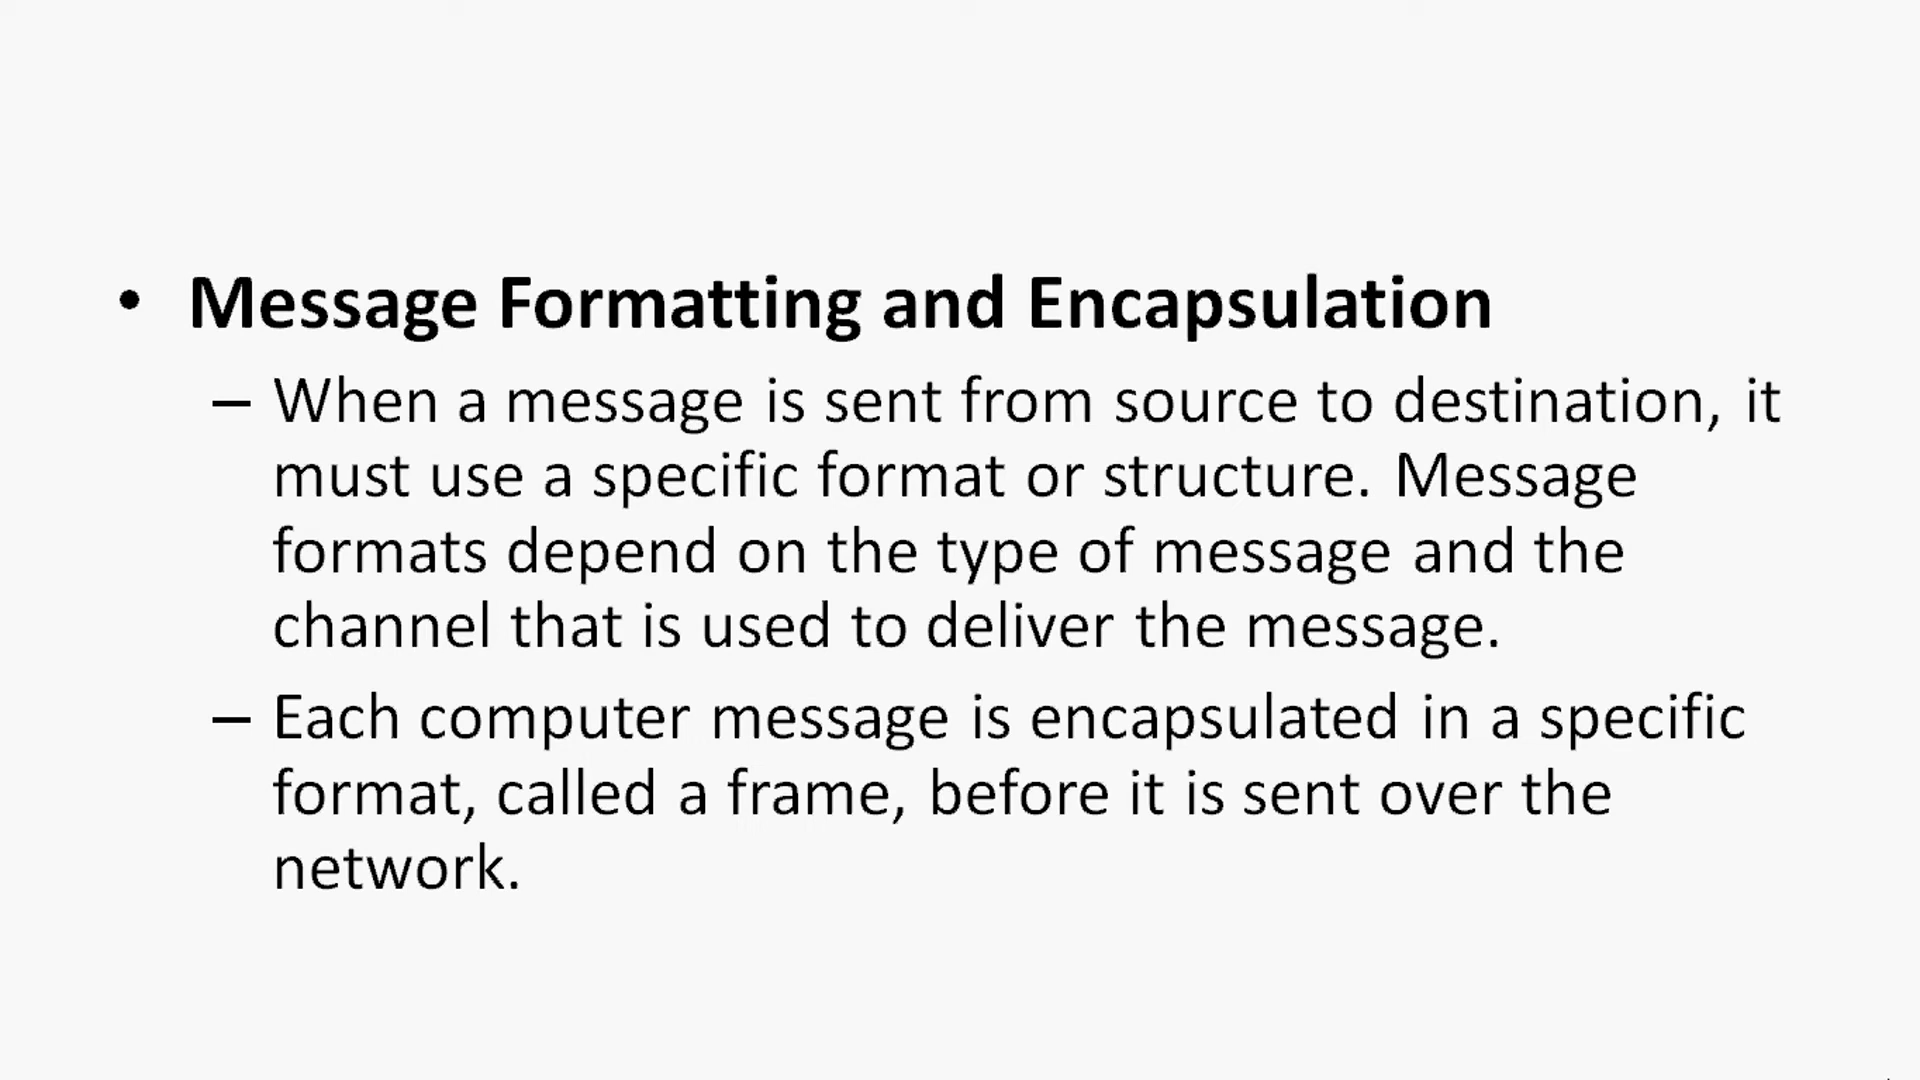 • Message Formatting and Encapsulation
– When a message is sent from source to destination, it
must use a specific format or structure. Message
formats depend on the type of message and the
channel that is used to deliver the message.
– Each computer message is encapsulated in a specific
format, called a frame, before it is sent over the
network.